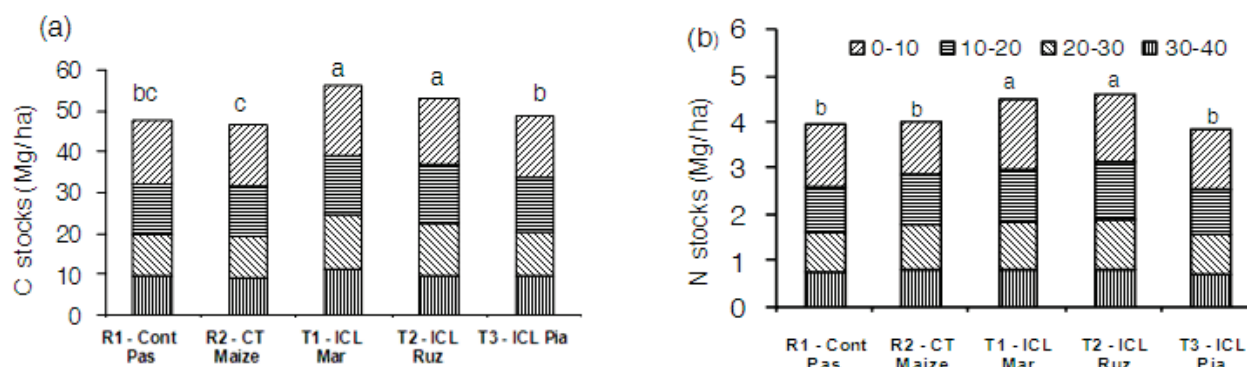 (a)
C stocks (Mg/ha)
60
50
40
30
20
10
0
bc
c
a
a
b
R1 - Cont Pas
R2 - CT Maize
T1 - ICL Mar
T2 - ICL Ruz
T3 - ICL Pia
(b)
N stocks (Mg/ha)
6
5
4
3
2
1
0
0-10 10-20 20-30 30-40
b
b
a
a
b
R1 - Cont Pas
R2 - CT Maize
T1 - ICL Mar
T2 - ICL Ruz
T3 - ICL Pia